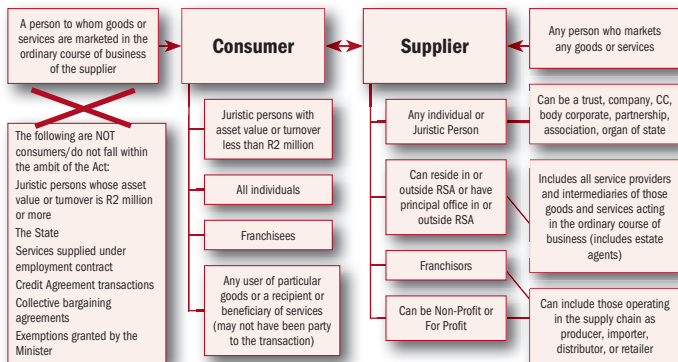 A person to whom goods or
services are marketed in the
ordinary course of business
of the supplier
Consumer
Supplier
Any person who markets
any goods or services
The following are NOT
consumers/do not fall within
the ambit of the Act:
Juristic persons whose asset
value or turnover is R2 million
or more
The State
Services supplied under
employment contract
Credit Agreement transactions
Collective bargaining
agreements
Exemptions granted by the
Minister
Juristic persons with
asset value or turnover
less than R2 million
All individuals
Franchisees
Any user of particular
goods or a recipient or
beneficiary of services
(may not have been party
to the transaction)
Any individual or
Juristic Person
Can reside in or
outside RSA or have
principal office in or
outside RSA
Franchisors
Can be Non-Profit or
For Profit
Can be a trust, company, CC,
body corporate, partnership,
association, organ of state
Includes all service providers
and intermediaries of those
goods and services acting
in the ordinary course of
business (includes estate
agents)
Can include those operating
in the supply chain as
producer, importer,
distributor, or retailer